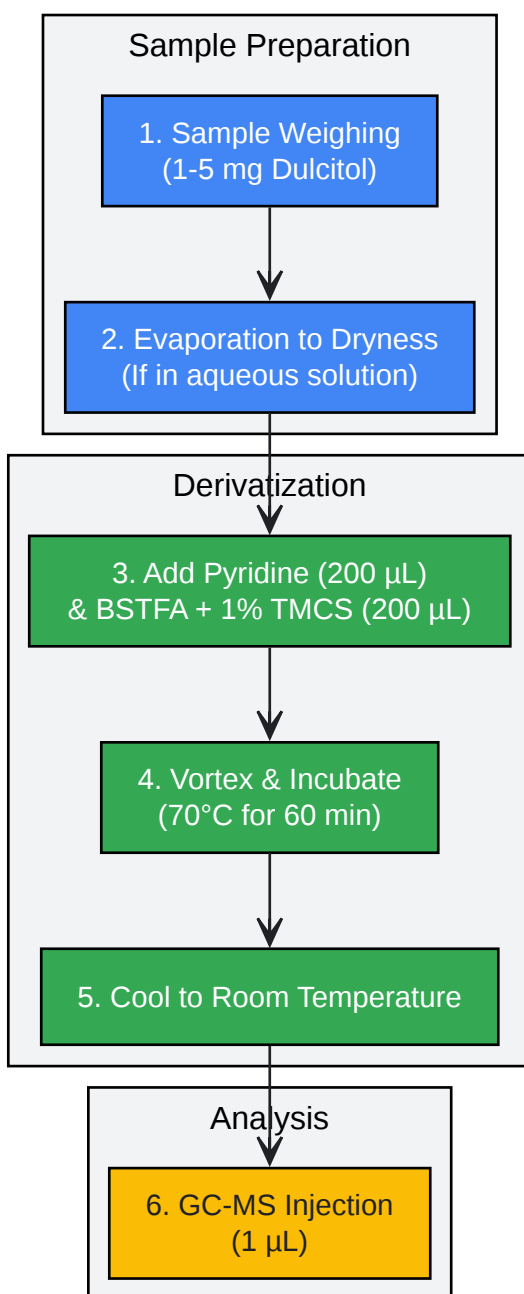 Sample Preparation
1. Sample Weighing
(1-5 mg Dulcitol)
2. Evaporation to Dryness
(If in aqueous solution)
Derivatization
3. Add Pyridine (200 µL)
& BSTFA + 1% TMCS (200 µL)
4. Vortex & Incubate
(70°C for 60 min)
5. Cool to Room Temperature
Analysis
6. GC-MS Injection
(1 µL)